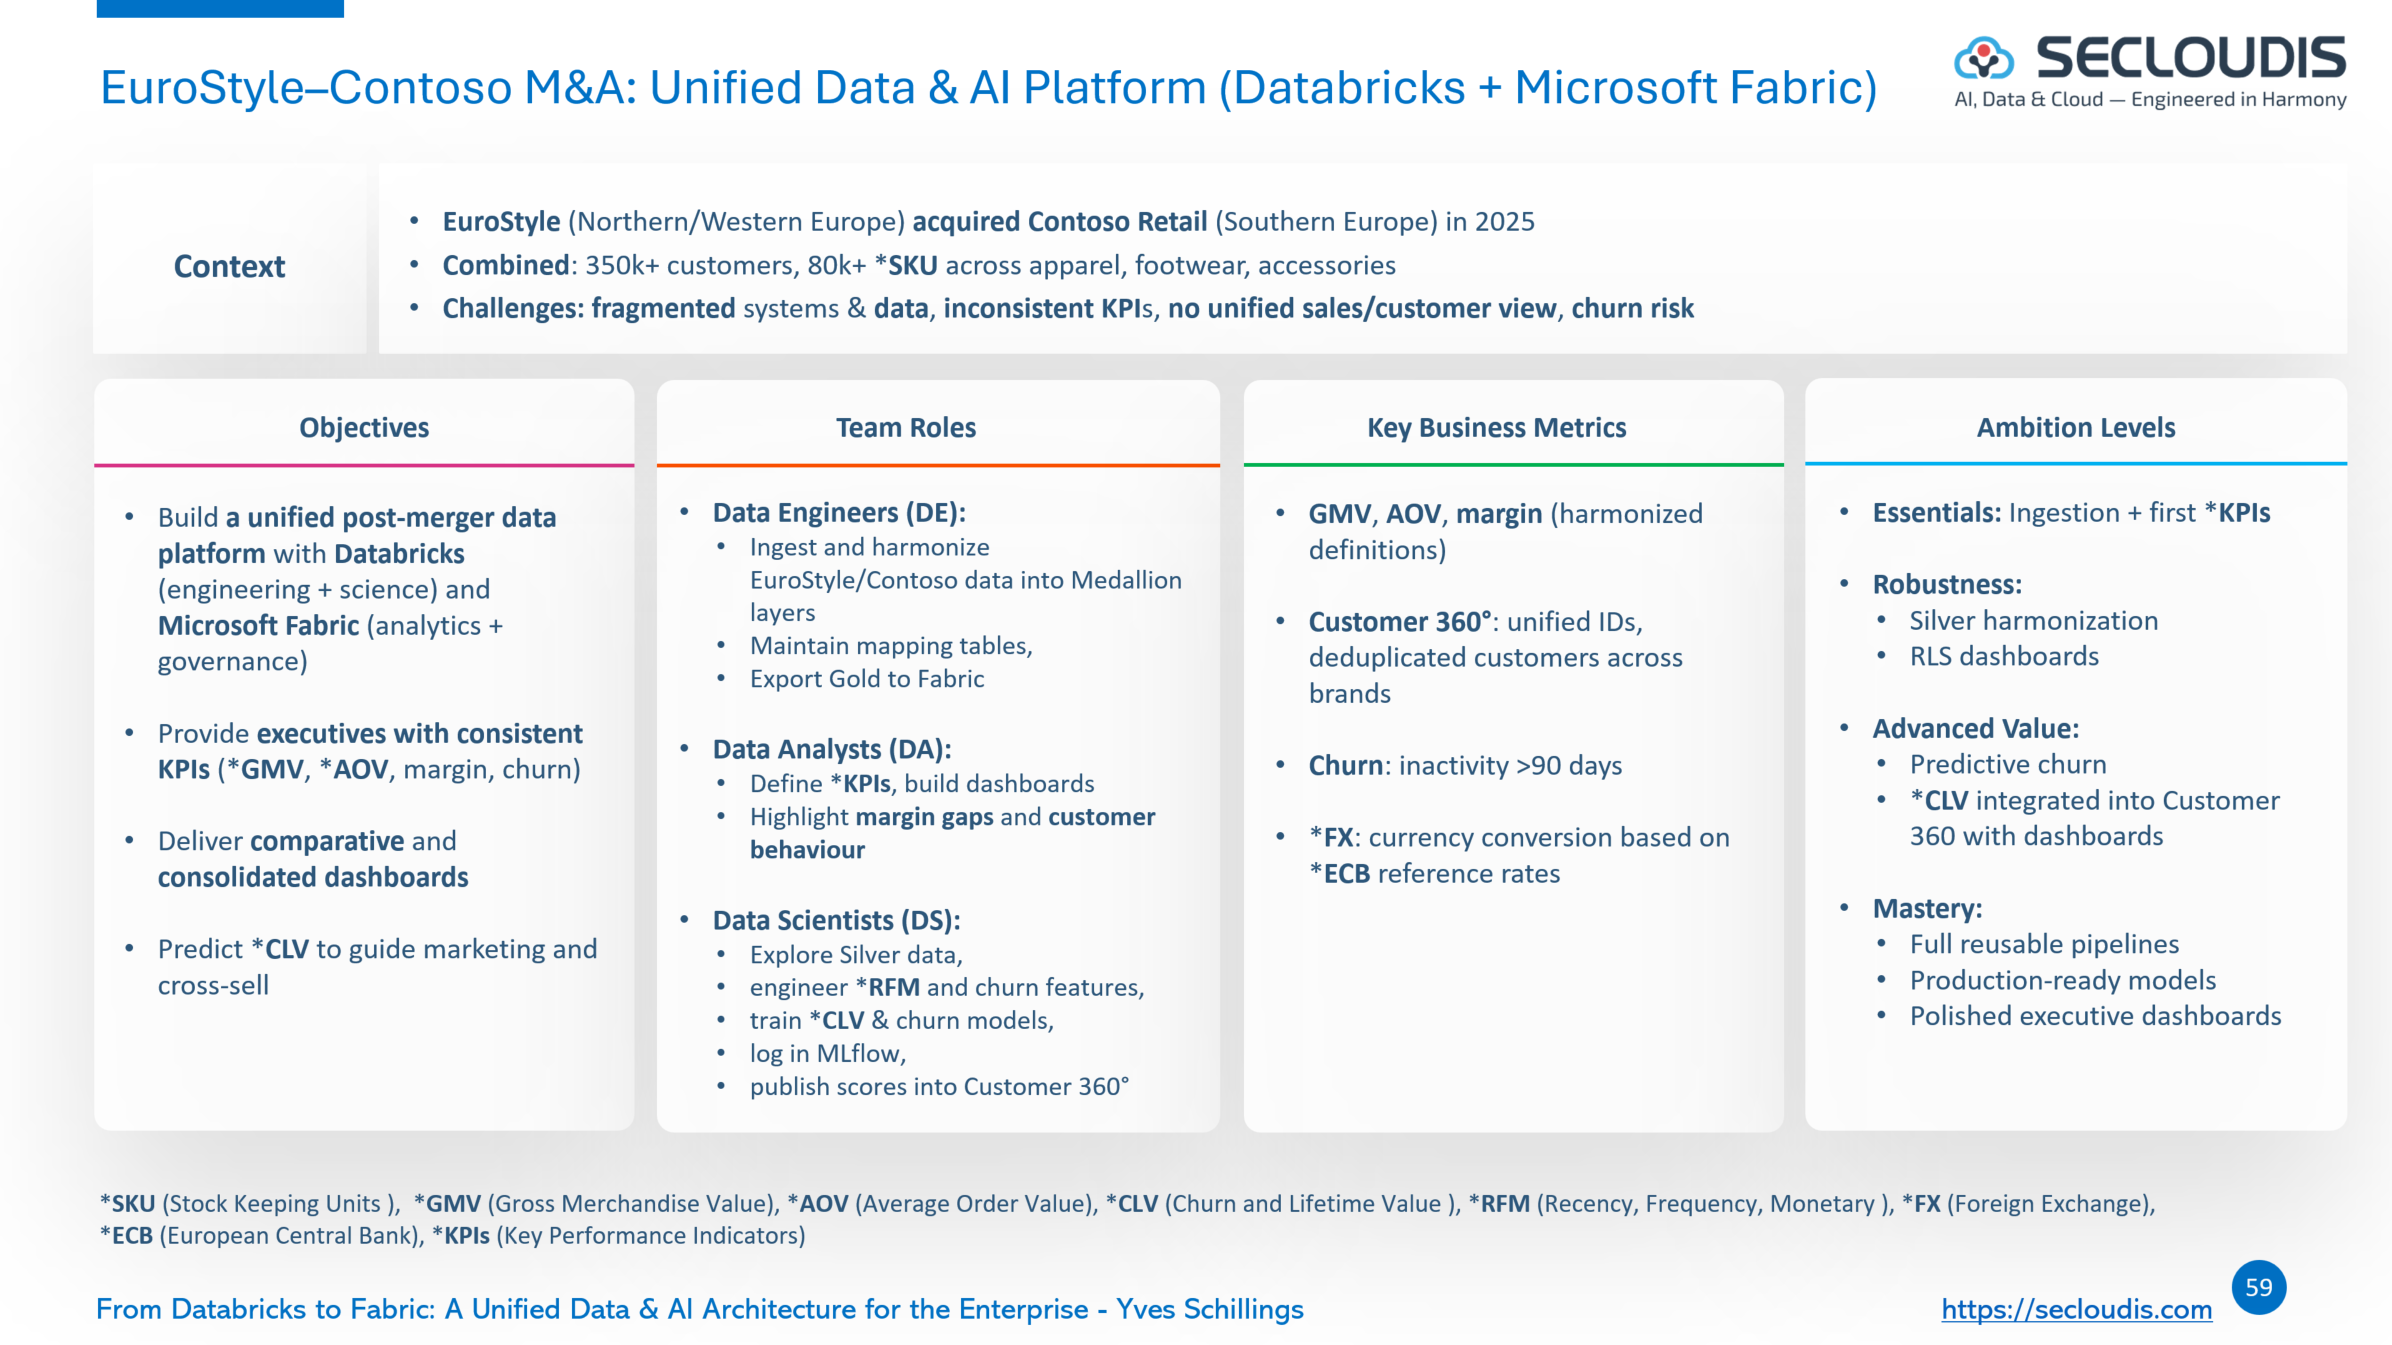 EuroStyle–Contoso M&A: Unified Data & AI Platform (Databricks + Microsoft Fabric)
SECLOUDIS
AI, Data & Cloud — Engineered in Harmony
Context
• EuroStyle (Northern/Western Europe) acquired Contoso Retail (Southern Europe) in 2025
• Combined: 350k+ customers, 80k+ *SKU across apparel, footwear, accessories
• Challenges: fragmented systems & data, inconsistent KPIs, no unified sales/customer view, churn risk
Objectives
• Build a unified post-merger data
platform with Databricks
(engineering + science) and
Microsoft Fabric (analytics +
governance)
• Provide executives with consistent
KPIs (*GMV, *AOV, margin, churn)
• Deliver comparative and
consolidated dashboards
• Predict *CLV to guide marketing and
cross-sell
Team Roles
• Data Engineers (DE):
• Ingest and harmonize
EuroStyle/Contoso data into Medallion
layers
• Maintain mapping tables,
• Export Gold to Fabric
• Data Analysts (DA):
• Define *KPIs, build dashboards
• Highlight margin gaps and customer
behaviour
• Data Scientists (DS):
• Explore Silver data,
• engineer *RFM and churn features,
• train *CLV & churn models,
• log in MLflow,
• publish scores into Customer 360°
Key Business Metrics
• GMV, AOV, margin (harmonized
definitions)
• Customer 360°: unified IDs,
deduplicated customers across
brands
• Churn: inactivity >90 days
• *FX: currency conversion based on
*ECB reference rates
Ambition Levels
• Essentials: Ingestion + first *KPIs
• Robustness:
• Silver harmonization
• RLS dashboards
• Advanced Value:
• Predictive churn
• *CLV integrated into Customer
360 with dashboards
• Mastery:
• Full reusable pipelines
• Production-ready models
• Polished executive dashboards
*SKU (Stock Keeping Units ), *GMV (Gross Merchandise Value), *AOV (Average Order Value), *CLV (Churn and Lifetime Value ), *RFM (Recency, Frequency, Monetary ), *FX (Foreign Exchange),
*ECB (European Central Bank), *KPIs (Key Performance Indicators)
From Databricks to Fabric: A Unified Data & AI Architecture for the Enterprise - Yves Schillings
https://secloudis.com
59